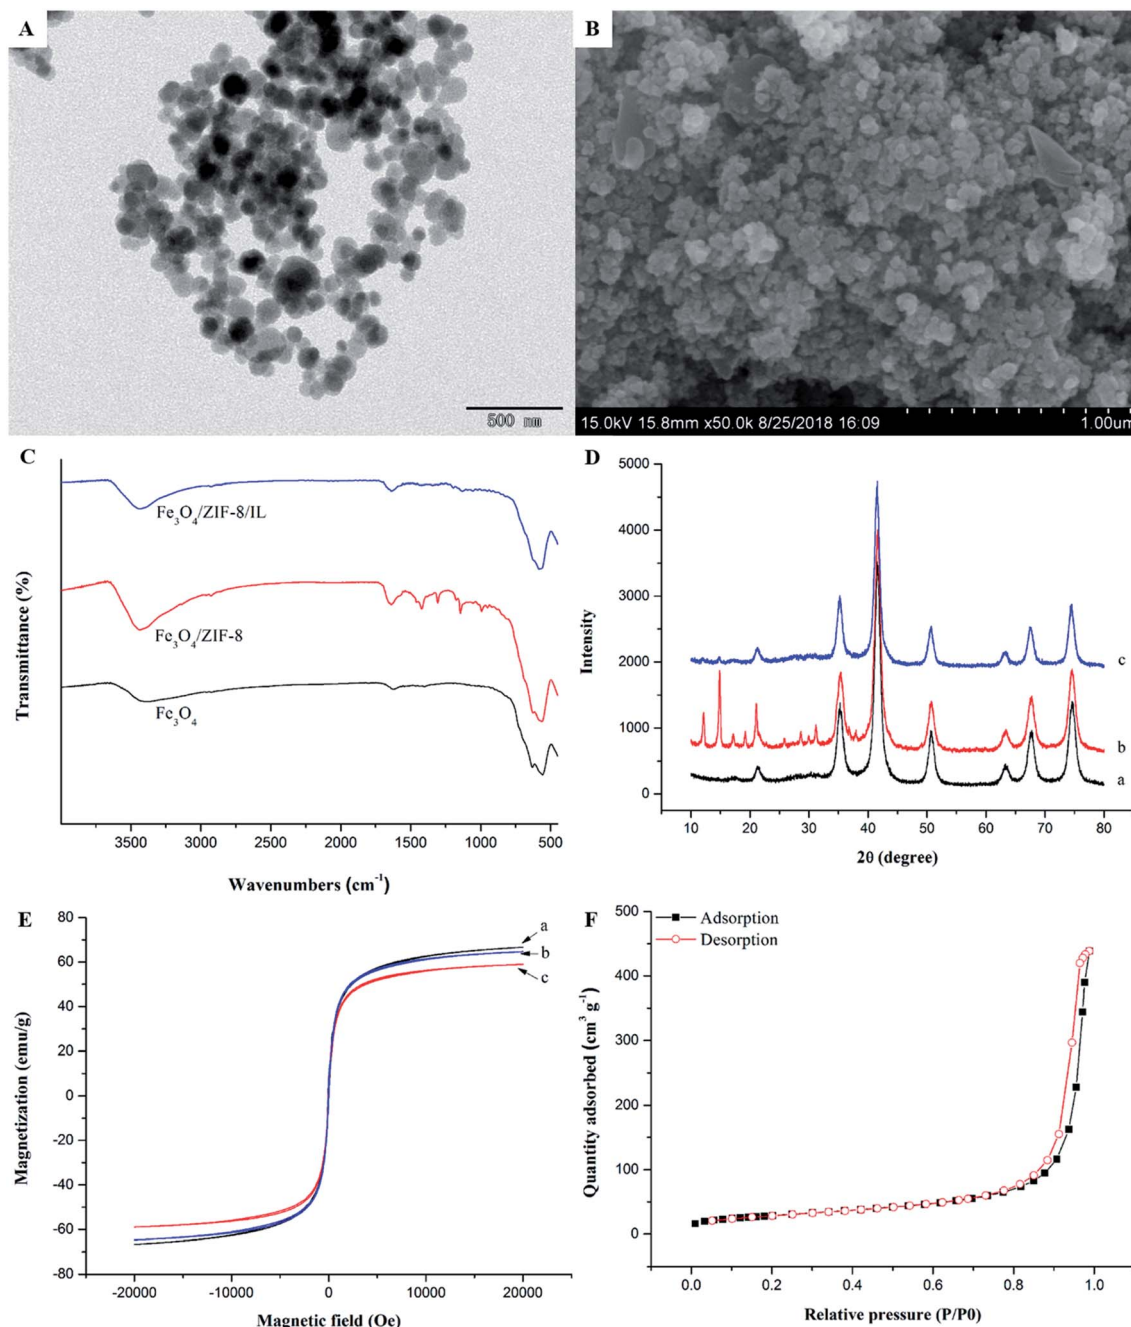 A
B
500 nm
15.0kV 15.8mm x50.0k 8/25/2018 16:09
1.00um
C
Transmittance (%)
Fe₃O₄/ZIF-8/IL
Fe₃O₄/ZIF-8
Fe₃O₄
3500 3000 2500 2000 1500 1000 500
Wavenumbers (cm⁻¹)
D
Intensity
5000
4000
3000
2000
1000
0
c
b
a
10 20 30 40 50 60 70 80
2θ (degree)
E
Magnetization (emu/g)
80
60
40
20
0
-20
-40
-60
-80
a
b
c
-20000 -10000 0 10000 20000
Magnetic field (Oe)
F
Adsorption
Desorption
Quantity adsorbed (cm³ g⁻¹)
500
400
300
200
100
0
0.0 0.2 0.4 0.6 0.8 1.0
Relative pressure (P/P0)